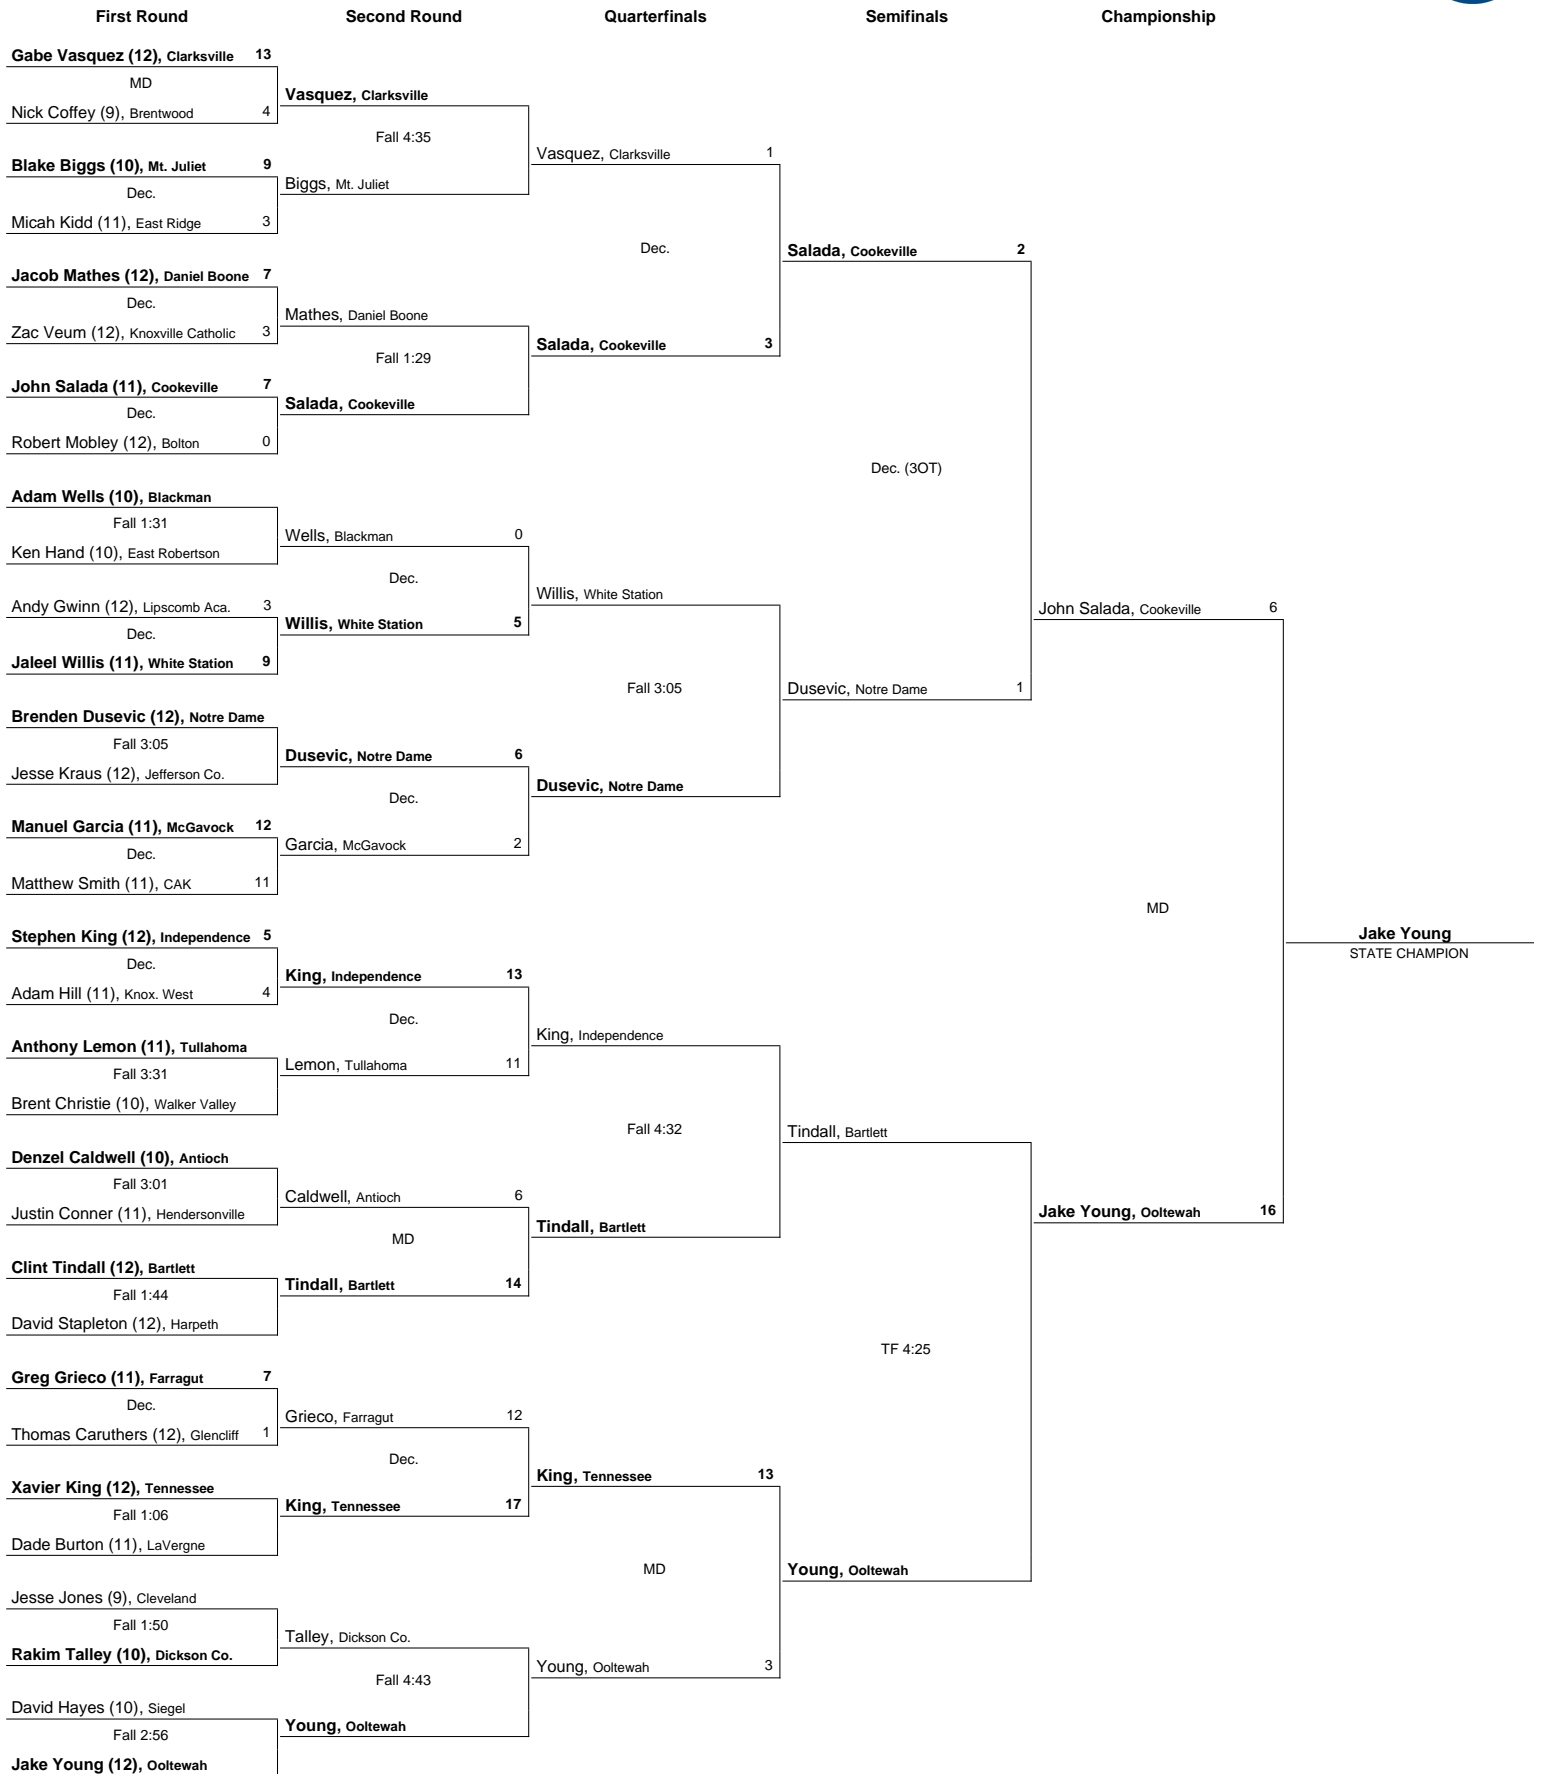 First Round Second Round Quarterfinals Semifinals Championship
Gabe Vasquez (12), Clarksville 13
MD
Nick Coffey (9), Brentwood 4
Blake Biggs (10), Mt. Juliet 9
Dec.
Micah Kidd (11), East Ridge 3
Jacob Mathes (12), Daniel Boone 7
Dec.
Zac Veum (12), Knoxville Catholic 3
John Salada (11), Cookeville 7
Dec.
Robert Mobley (12), Bolton 0
Adam Wells (10), Blackman
Fall 1:31
Ken Hand (10), East Robertson
Andy Gwinn (12), Lipscomb Aca. 3
Dec.
Jaleel Willis (11), White Station 9
Brenden Dusevic (12), Notre Dame
Fall 3:05
Jesse Kraus (12), Jefferson Co.
Manuel Garcia (11), McGavock 12
Dec.
Matthew Smith (11), CAK 11
Stephen King (12), Independence 5
Dec.
Adam Hill (11), Knox. West 4
Anthony Lemon (11), Tullahoma
Fall 3:31
Brent Christie (10), Walker Valley
Denzel Caldwell (10), Antioch
Fall 3:01
Justin Conner (11), Hendersonville
Clint Tindall (12), Bartlett
Fall 1:44
David Stapleton (12), Harpeth
Greg Grieco (11), Farragut 7
Dec.
Thomas Caruthers (12), Glencliff 1
Xavier King (12), Tennessee
Fall 1:06
Dade Burton (11), LaVergne
Jesse Jones (9), Cleveland
Fall 1:50
Rakim Talley (10), Dickson Co.
David Hayes (10), Siegel
Fall 2:56
Jake Young (12), Ooltewah
Vasquez, Clarksville
Fall 4:35
Biggs, Mt. Juliet
Mathes, Daniel Boone
Fall 1:29
Salada, Cookeville
Wells, Blackman 0
Dec.
Willis, White Station 5
Dusevic, Notre Dame 6
Dec.
Garcia, McGavock 2
King, Independence 13
Dec.
Lemon, Tullahoma 11
Caldwell, Antioch 6
MD
Tindall, Bartlett 14
Grieco, Farragut 12
Dec.
King, Tennessee 17
Talley, Dickson Co.
Fall 4:43
Young, Ooltewah
Vasquez, Clarksville 1
Dec.
Salada, Cookeville 3
Willis, White Station
Fall 3:05
Dusevic, Notre Dame
King, Independence
Fall 4:32
Tindall, Bartlett
King, Tennessee 13
MD
Young, Ooltewah 3
Salada, Cookeville 2
Dec. (3OT)
Dusevic, Notre Dame 1
Tindall, Bartlett
TF 4:25
Young, Ooltewah
John Salada, Cookeville 6
MD
Jake Young, Ooltewah 16
Jake Young
STATE CHAMPION